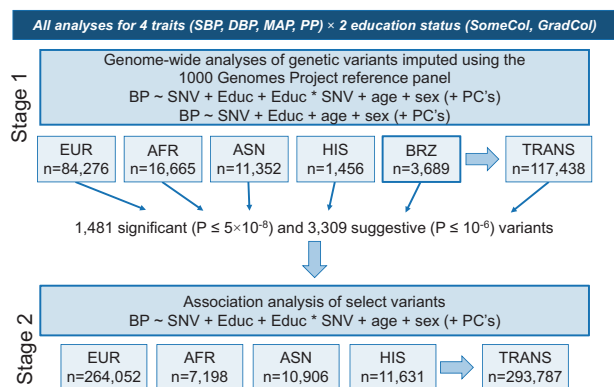 All analyses for 4 traits (SBP, DBP, MAP, PP) × 2 education status (SomeCol, GradCol)
Stage 1
Genome-wide analyses of genetic variants imputed using the
1000 Genomes Project reference panel
BP ~ SNV + Educ + Educ * SNV + age + sex (+ PC's)
BP ~ SNV + Educ + age + sex (+ PC's)
EUR AFR ASN HIS BRZ TRANS
n=84,276 n=16,665 n=11,352 n=1,456 n=3,689 n=117,438
1,481 significant (P ≤ 5×10⁻⁸) and 3,309 suggestive (P ≤ 10⁻⁶) variants
Stage 2
Association analysis of select variants
BP ~ SNV + Educ + Educ * SNV + age + sex (+ PC's)
EUR AFR ASN HIS TRANS
n=264,052 n=7,198 n=10,906 n=11,631 n=293,787